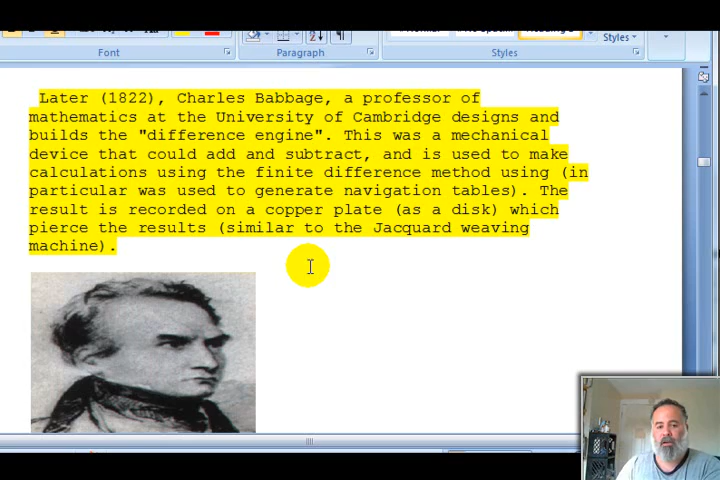 Font
Paragraph
Styles
Styles
Later (1822), Charles Babbage, a professor of
mathematics at the University of Cambridge designs and
builds the "difference engine". This was a mechanical
device that could add and subtract, and is used to make
calculations using the finite difference method using (in
particular was used to generate navigation tables). The
result is recorded on a copper plate (as a disk) which
pierce the results (similar to the Jacquard weaving
machine).